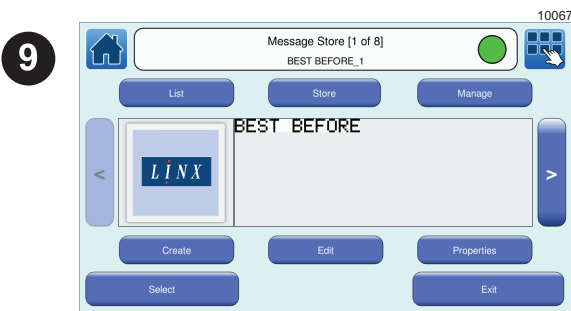 10067
9
Message Store [1 of 8]
BEST BEFORE_1
List Store Manage
BEST BEFORE
LINX
< >
Create Edit Properties
Select Exit